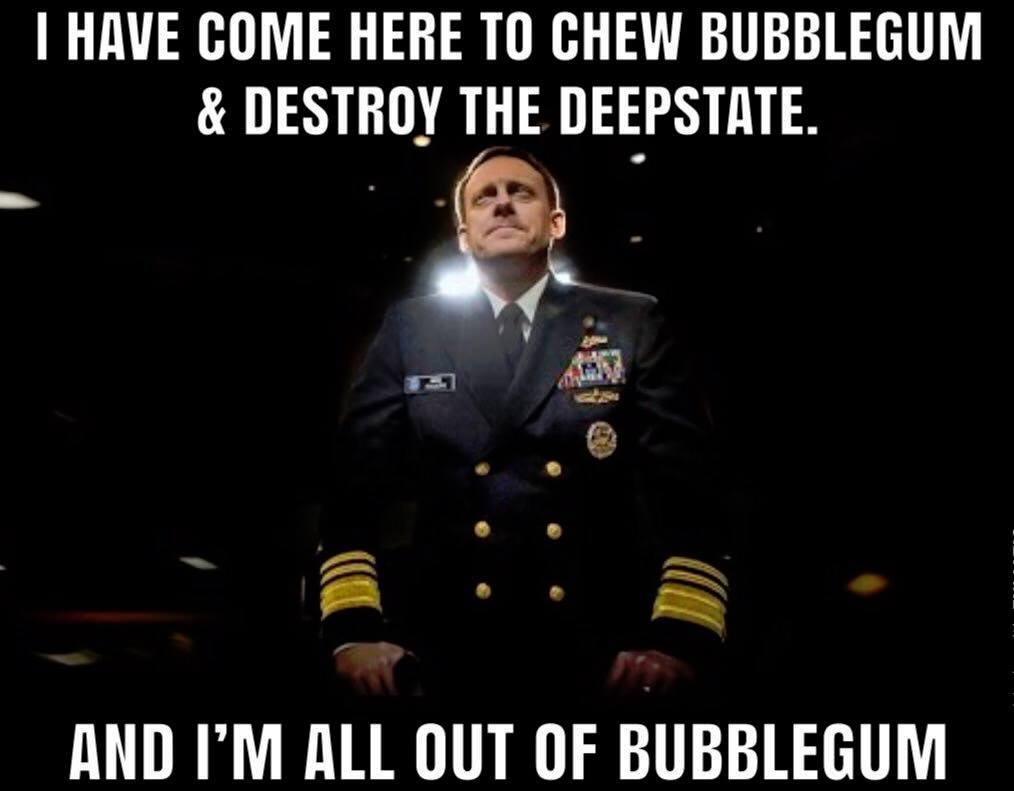 I HAVE COME HERE TO CHEW BUBBLEGUM
& DESTROY THE DEEPSTATE.
AND I'M ALL OUT OF BUBBLEGUM